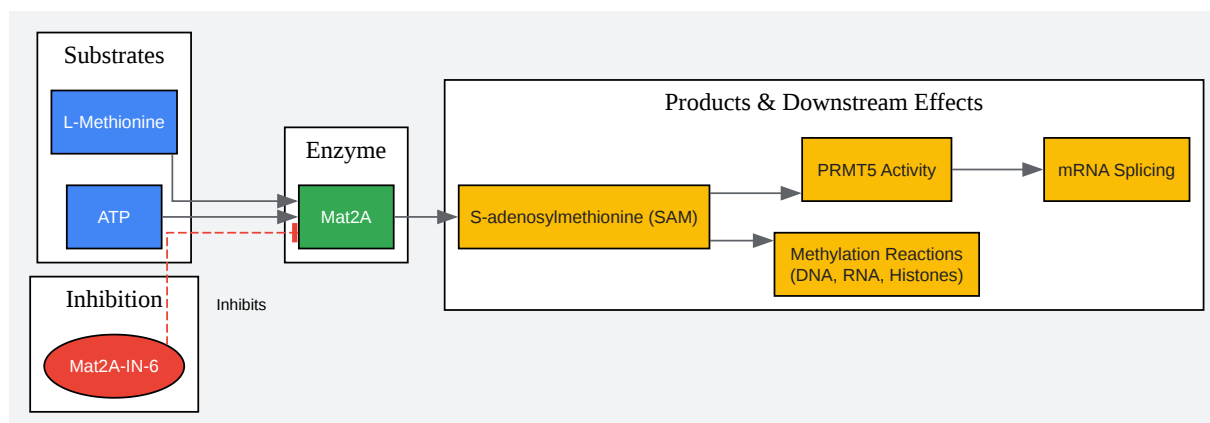 Substrates
L-Methionine
ATP
Inhibition
Mat2A-IN-6
Inhibits
Enzyme
Mat2A
Products & Downstream Effects
S-adenosylmethionine (SAM)
PRMT5 Activity
mRNA Splicing
Methylation Reactions
(DNA, RNA, Histones)